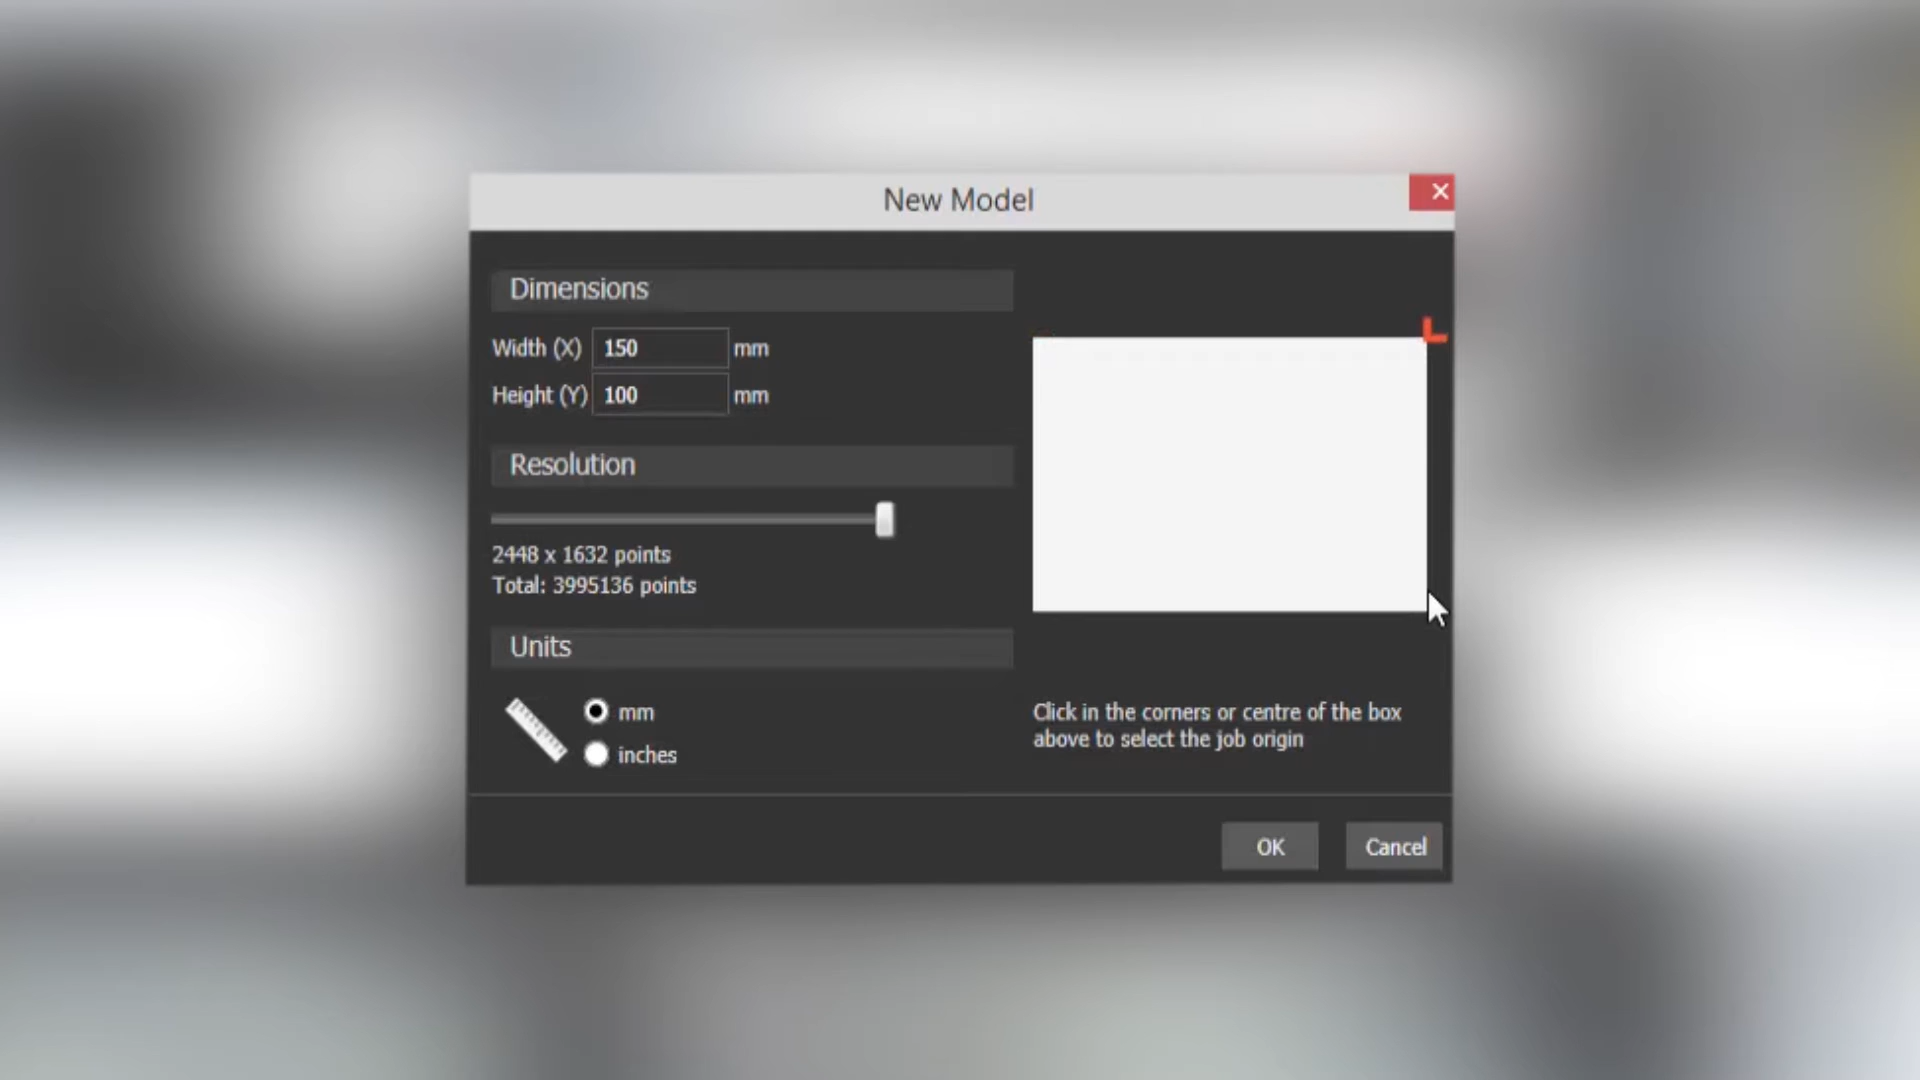 New Model
Dimensions
Width (X) 150 mm
Height (Y) 100 mm
Resolution
2448 x 1632 points
Total: 3995136 points
Units
mm
inches
Click in the corners or centre of the box
above to select the job origin
OK Cancel